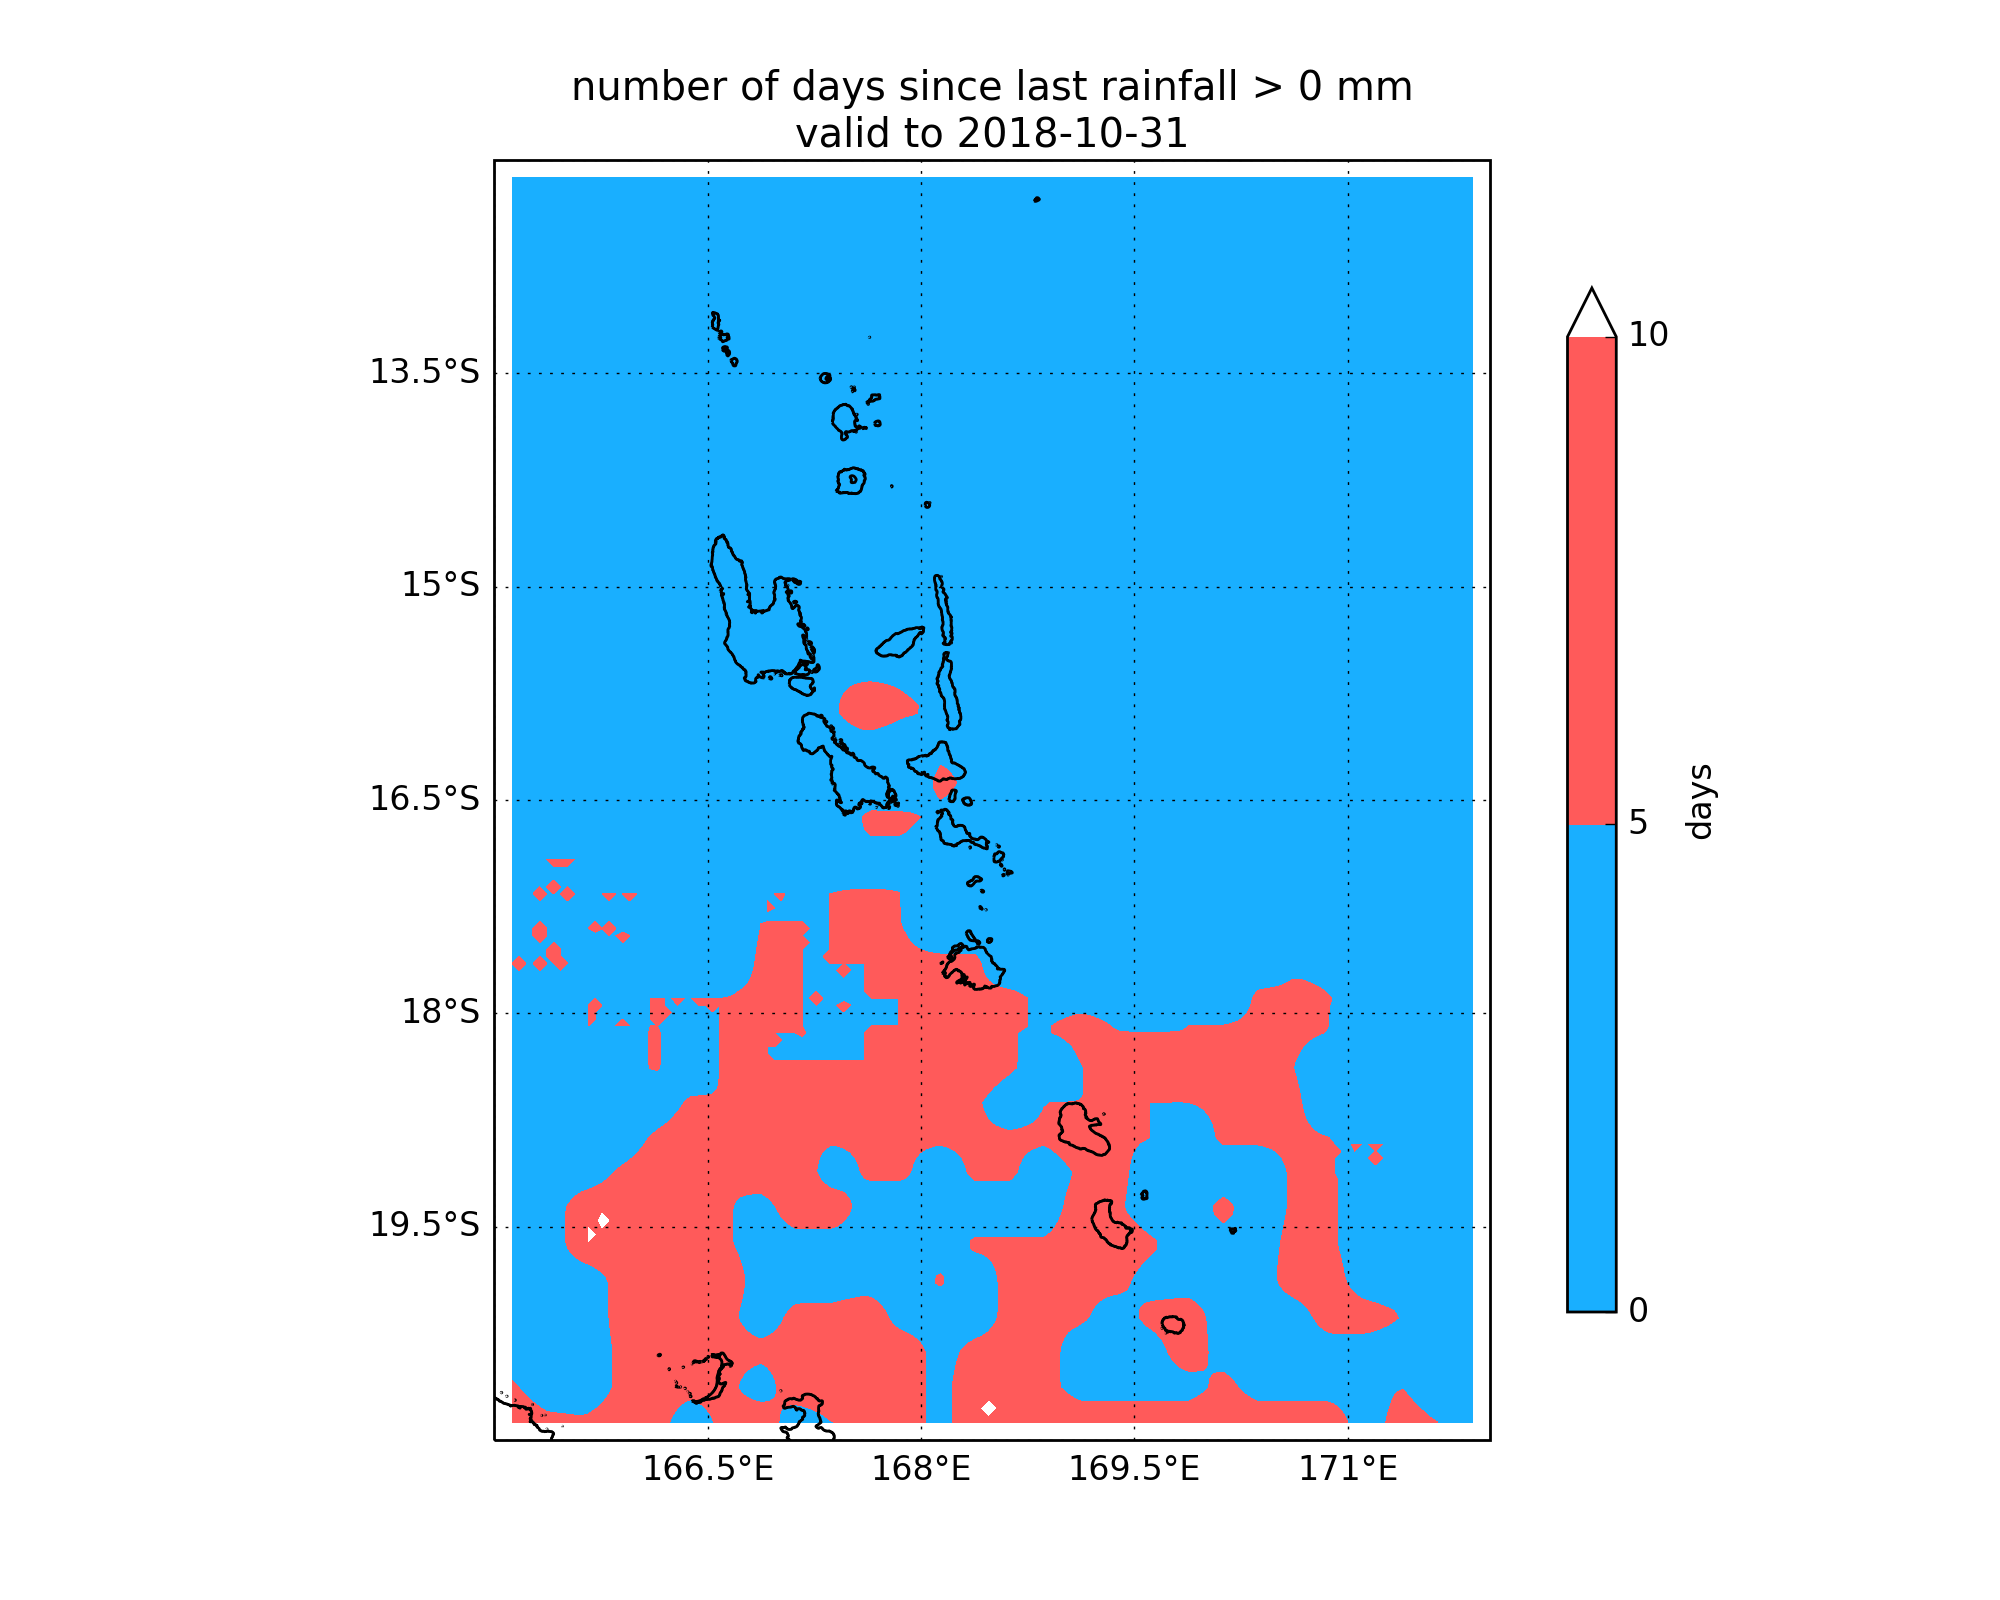 number of days since last rainfall > 0 mm
valid to 2018-10-31
13.5°S
15°S
16.5°S
18°S
19.5°S
166.5°E
168°E
169.5°E
171°E
10
5
0
days